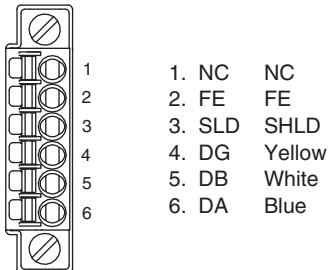 1
2
3
4
5
6
1. NC NC
2. FE FE
3. SLD SHLD
4. DG Yellow
5. DB White
6. DA Blue